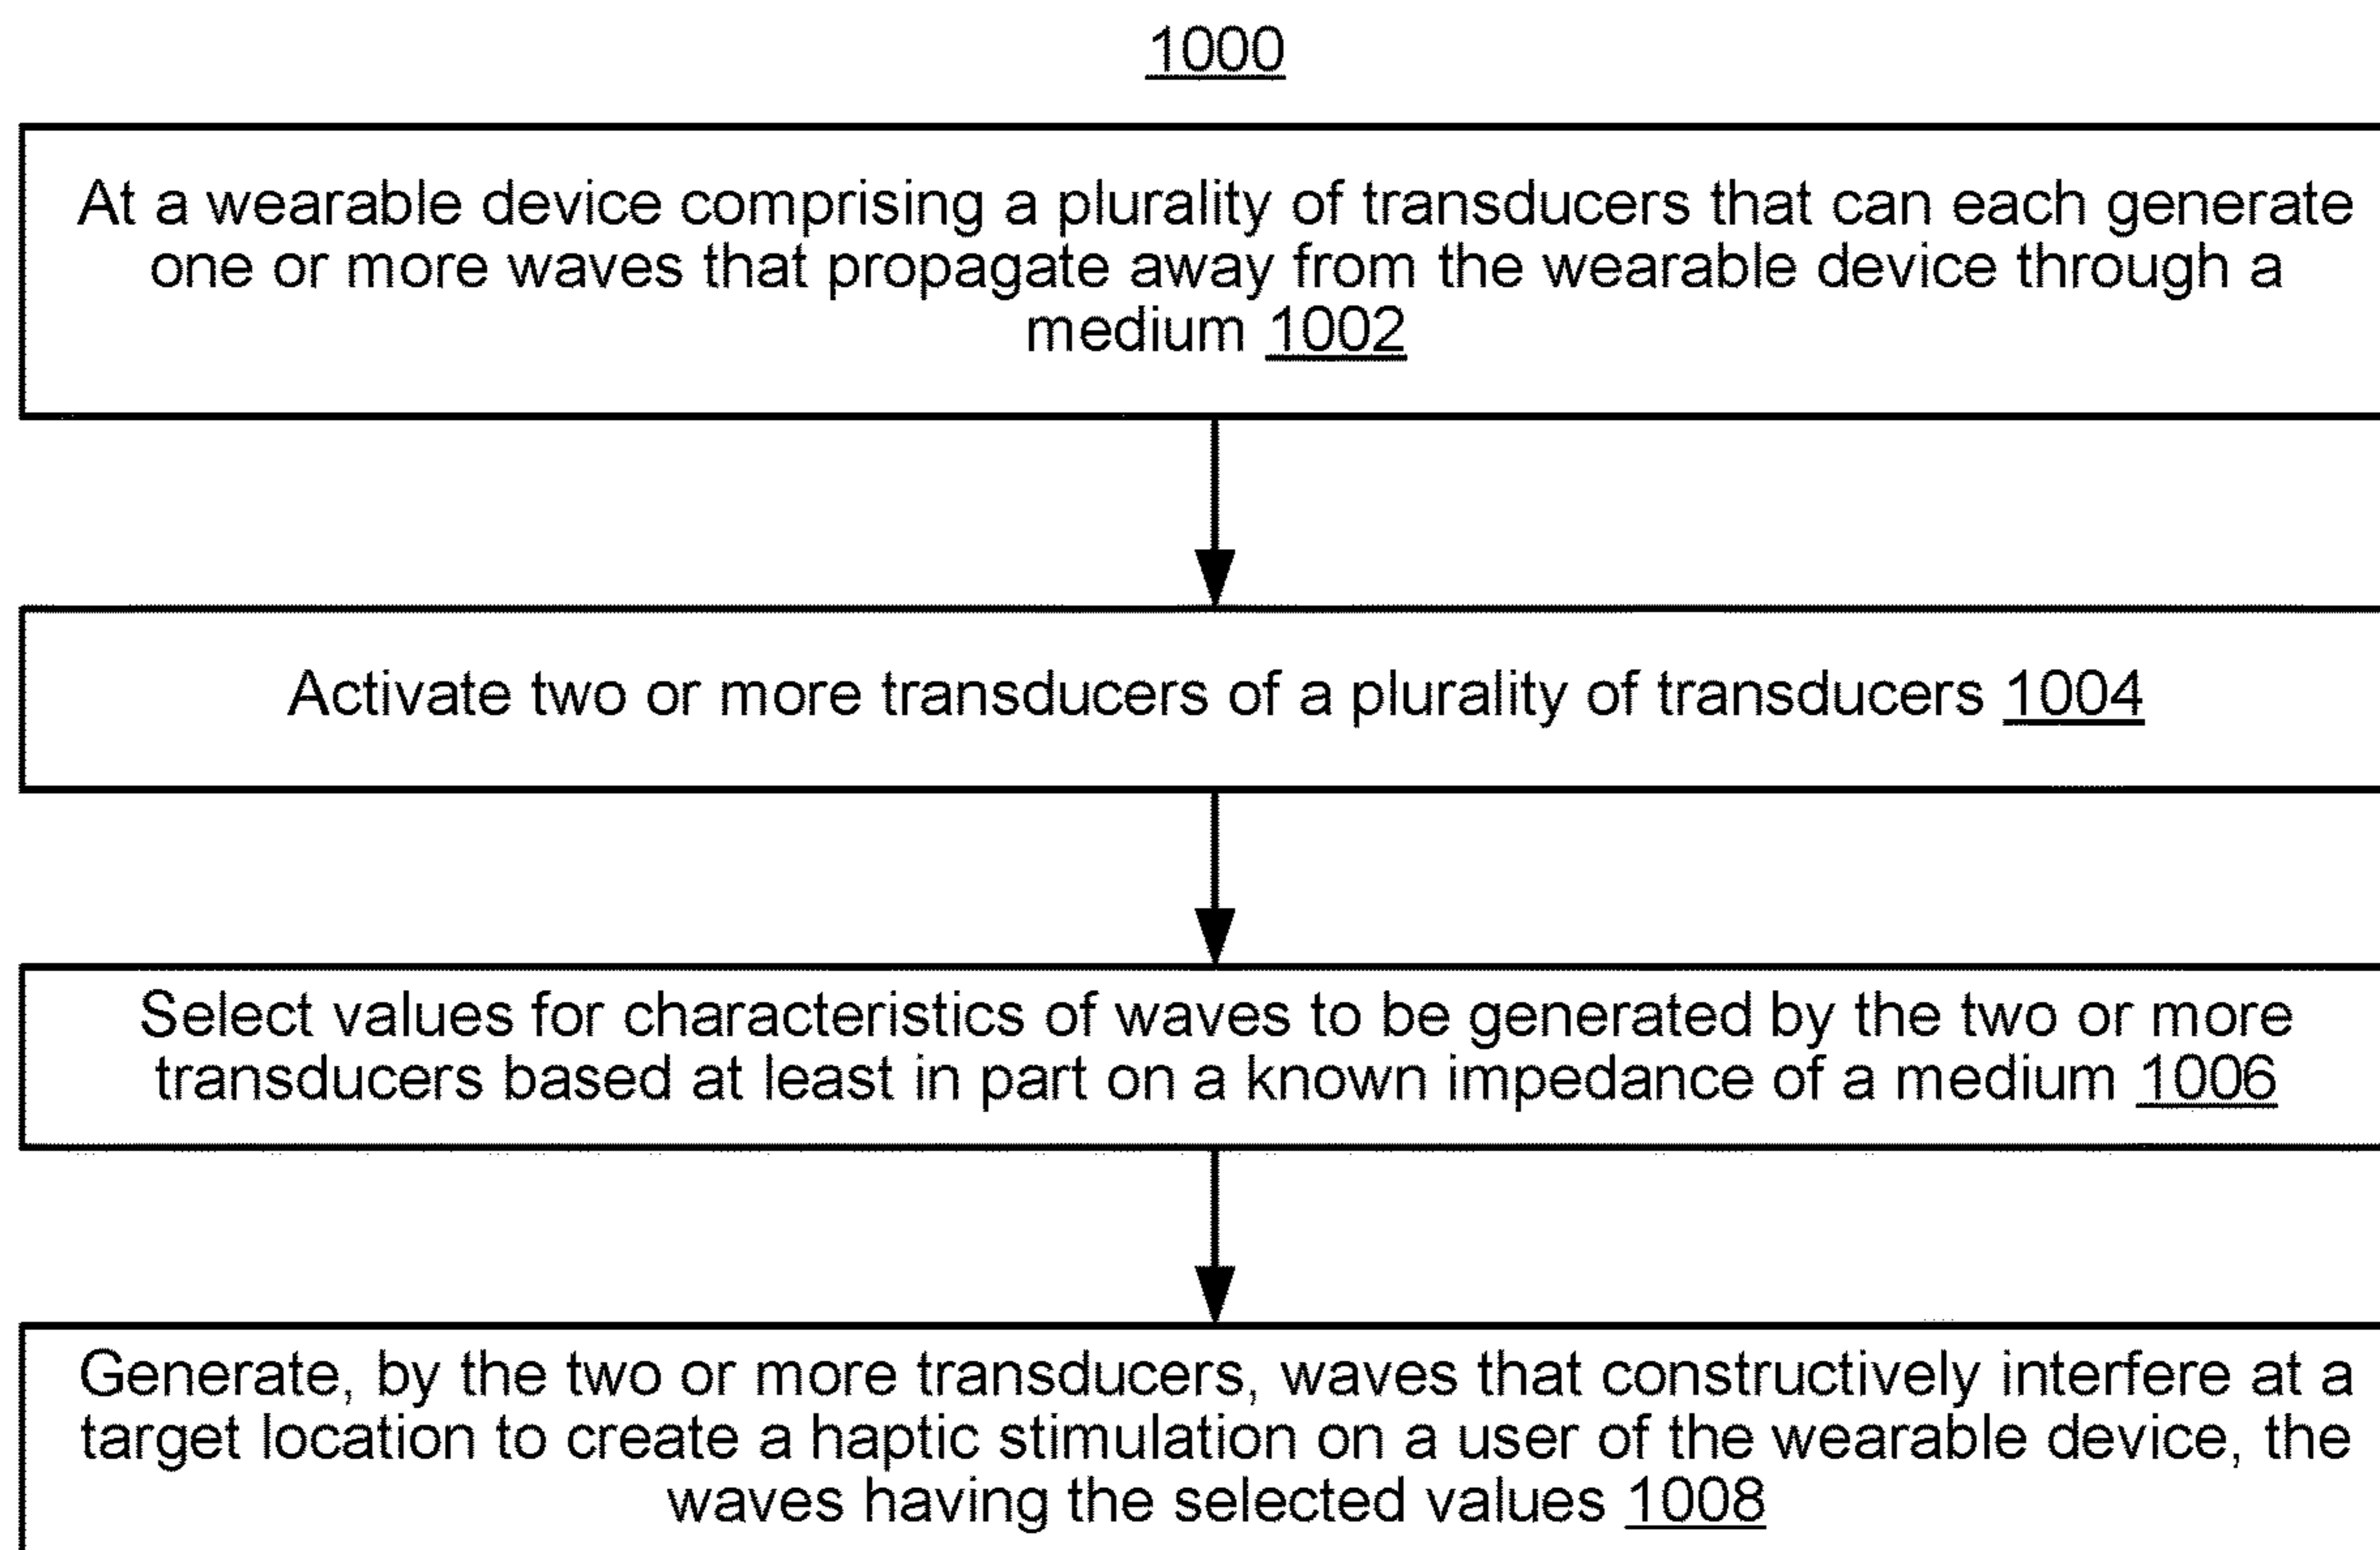 1000
At a wearable device comprising a plurality of transducers that can each generate
one or more waves that propagate away from the wearable device through a
medium 1002
Activate two or more transducers of a plurality of transducers 1004
Select values for characteristics of waves to be generated by the two or more
transducers based at least in part on a known impedance of a medium 1006
Generate, by the two or more transducers, waves that constructively interfere at a
target location to create a haptic stimulation on a user of the wearable device, the
waves having the selected values 1008